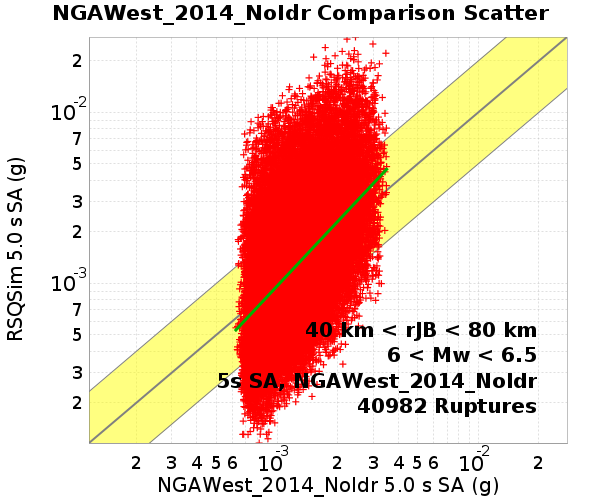 NGAWest_2014_NoIdr Comparison Scatter
RSQSim 5.0 s SA (g)
2
10-2
7
5
3
2
10-3
7
5
3
2
40 km < rJB < 80 km
6 < Mw < 6.5
5s SA, NGAWest_2014_NoIdr
40982 Ruptures
2 3 4 5 6 10-3 2 3 4 5 6 10-2 2
NGAWest_2014_NoIdr 5.0 s SA (g)